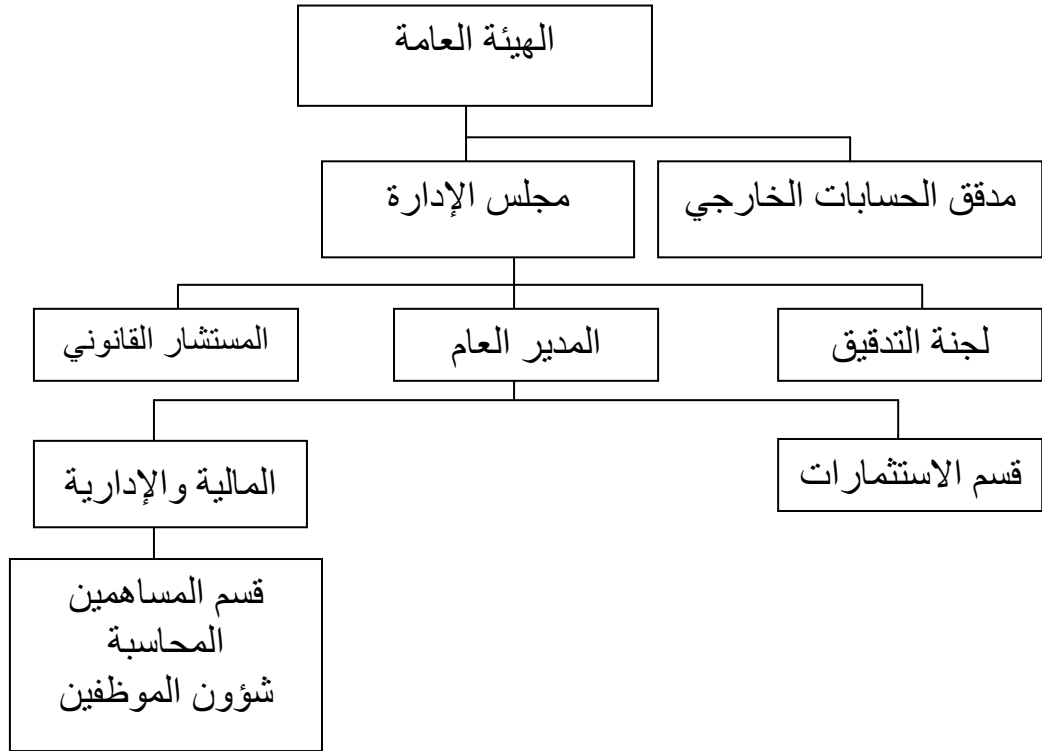 الهيئة العامة
مدقق الحسابات الخارجي
مجلس الإدارة
لجنة التدقيق
المدير العام
المستشار القانوني
قسم الاستثمارات
المالية والإدارية
قسم المساهمين
المحاسبة
شؤون الموظفين